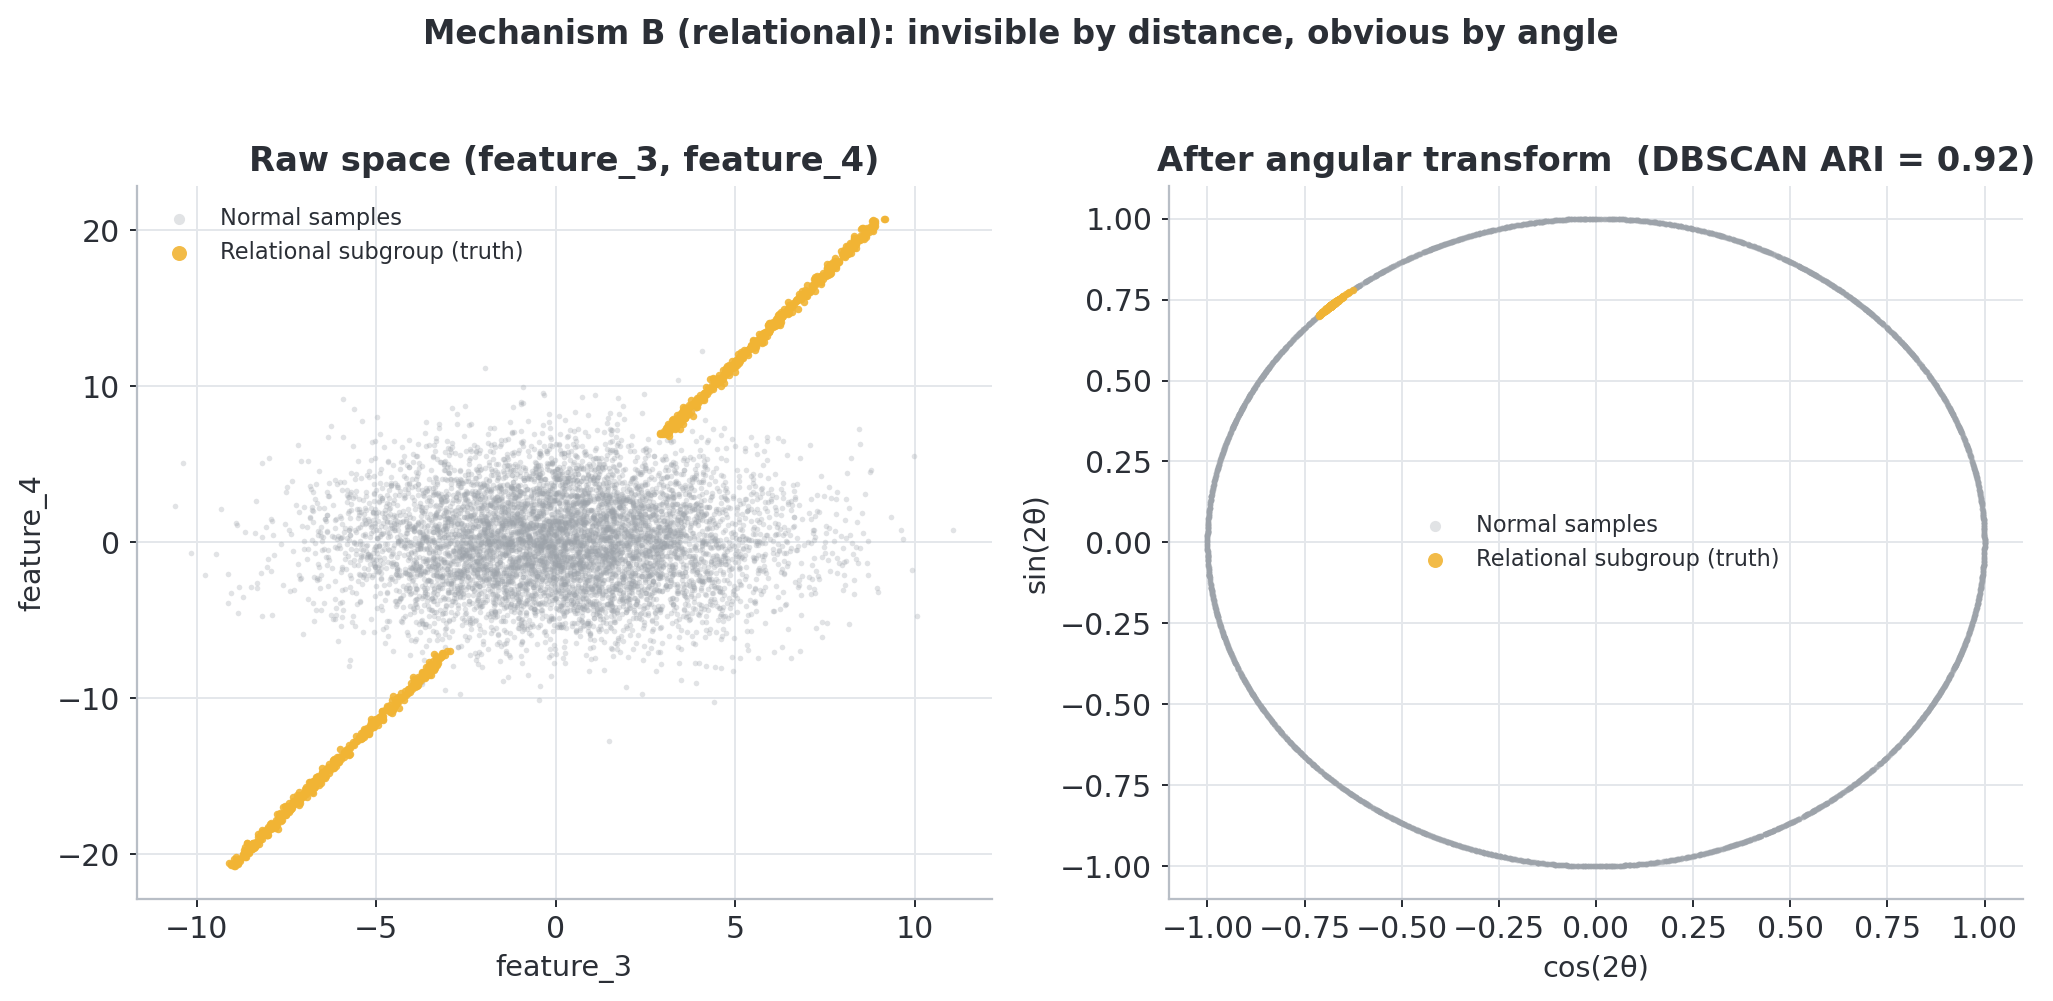 Mechanism B (relational): invisible by distance, obvious by angle
Raw space (feature_3, feature_4)
Normal samples
Relational subgroup (truth)
20
10
0
−10
−20
feature_4
−10
−5
0
5
10
feature_3
After angular transform  (DBSCAN ARI = 0.92)
1.00
0.75
0.50
0.25
0.00
−0.25
−0.50
−0.75
−1.00
sin(2θ)
Normal samples
Relational subgroup (truth)
−1.00
−0.75
−0.50
−0.25
0.00
0.25
0.50
0.75
1.00
cos(2θ)